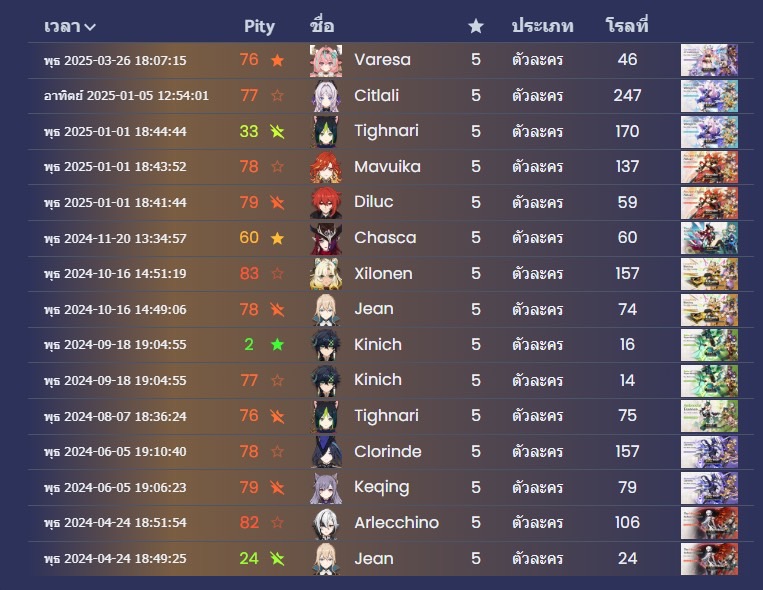 เวลา Pity ชื่อ ★ ประเภท โรลที่
พุธ 2025-03-26 18:07:15 76 ★ Varesa 5 ตัวละคร 46
อาทิตย์ 2025-01-05 12:54:01 77 ☆ Citlali 5 ตัวละคร 247
พุธ 2025-01-01 18:44:44 33 Tighnari 5 ตัวละคร 170
พุธ 2025-01-01 18:43:52 78 ☆ Mavuika 5 ตัวละคร 137
พุธ 2025-01-01 18:41:44 79 Diluc 5 ตัวละคร 59
พุธ 2024-11-20 13:34:57 60 ★ Chasca 5 ตัวละคร 60
พุธ 2024-10-16 14:51:19 83 ☆ Xilonen 5 ตัวละคร 157
พุธ 2024-10-16 14:49:06 78 Jean 5 ตัวละคร 74
พุธ 2024-09-18 19:04:55 2 ★ Kinich 5 ตัวละคร 16
พุธ 2024-09-18 19:04:55 77 ☆ Kinich 5 ตัวละคร 14
พุธ 2024-08-07 18:36:24 76 Tighnari 5 ตัวละคร 75
พุธ 2024-06-05 19:10:40 78 ☆ Clorinde 5 ตัวละคร 157
พุธ 2024-06-05 19:06:23 79 Keqing 5 ตัวละคร 79
พุธ 2024-04-24 18:51:54 82 ☆ Arlecchino 5 ตัวละคร 106
พุธ 2024-04-24 18:49:25 24 Jean 5 ตัวละคร 24